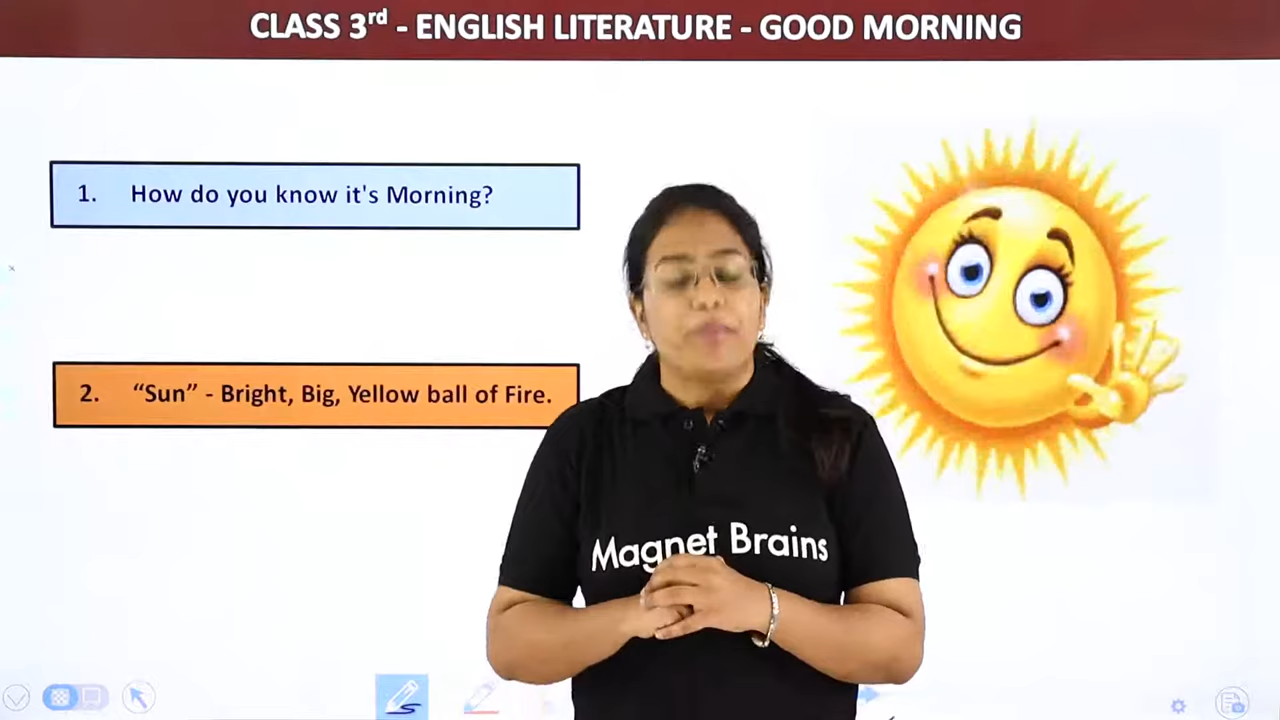 CLASS 3rd - ENGLISH LITERATURE - GOOD MORNING
1. How do you know it's Morning?
2. “Sun” - Bright, Big, Yellow ball of Fire.
Magnet Brains